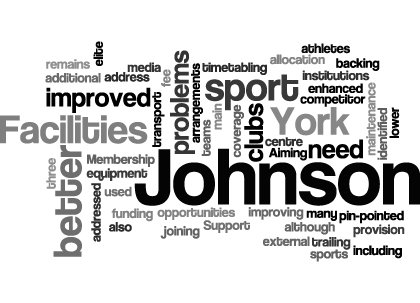 athletes
remains
elite
media
timetabling
allocation
backing
additional
address
fee
problems
arrangements
sport
institutions
enhanced
improved
transport
competitor
maintenance
identified
lower
Facilities
teams
main
coverage
clubs
York
centre
Aiming
need
three
better
Membership
equipment
Johnson
addressed
used
funding
opportunities
improving
many
pin-pointed
also
joining
Support
although
provision
external
trailing
sports
including